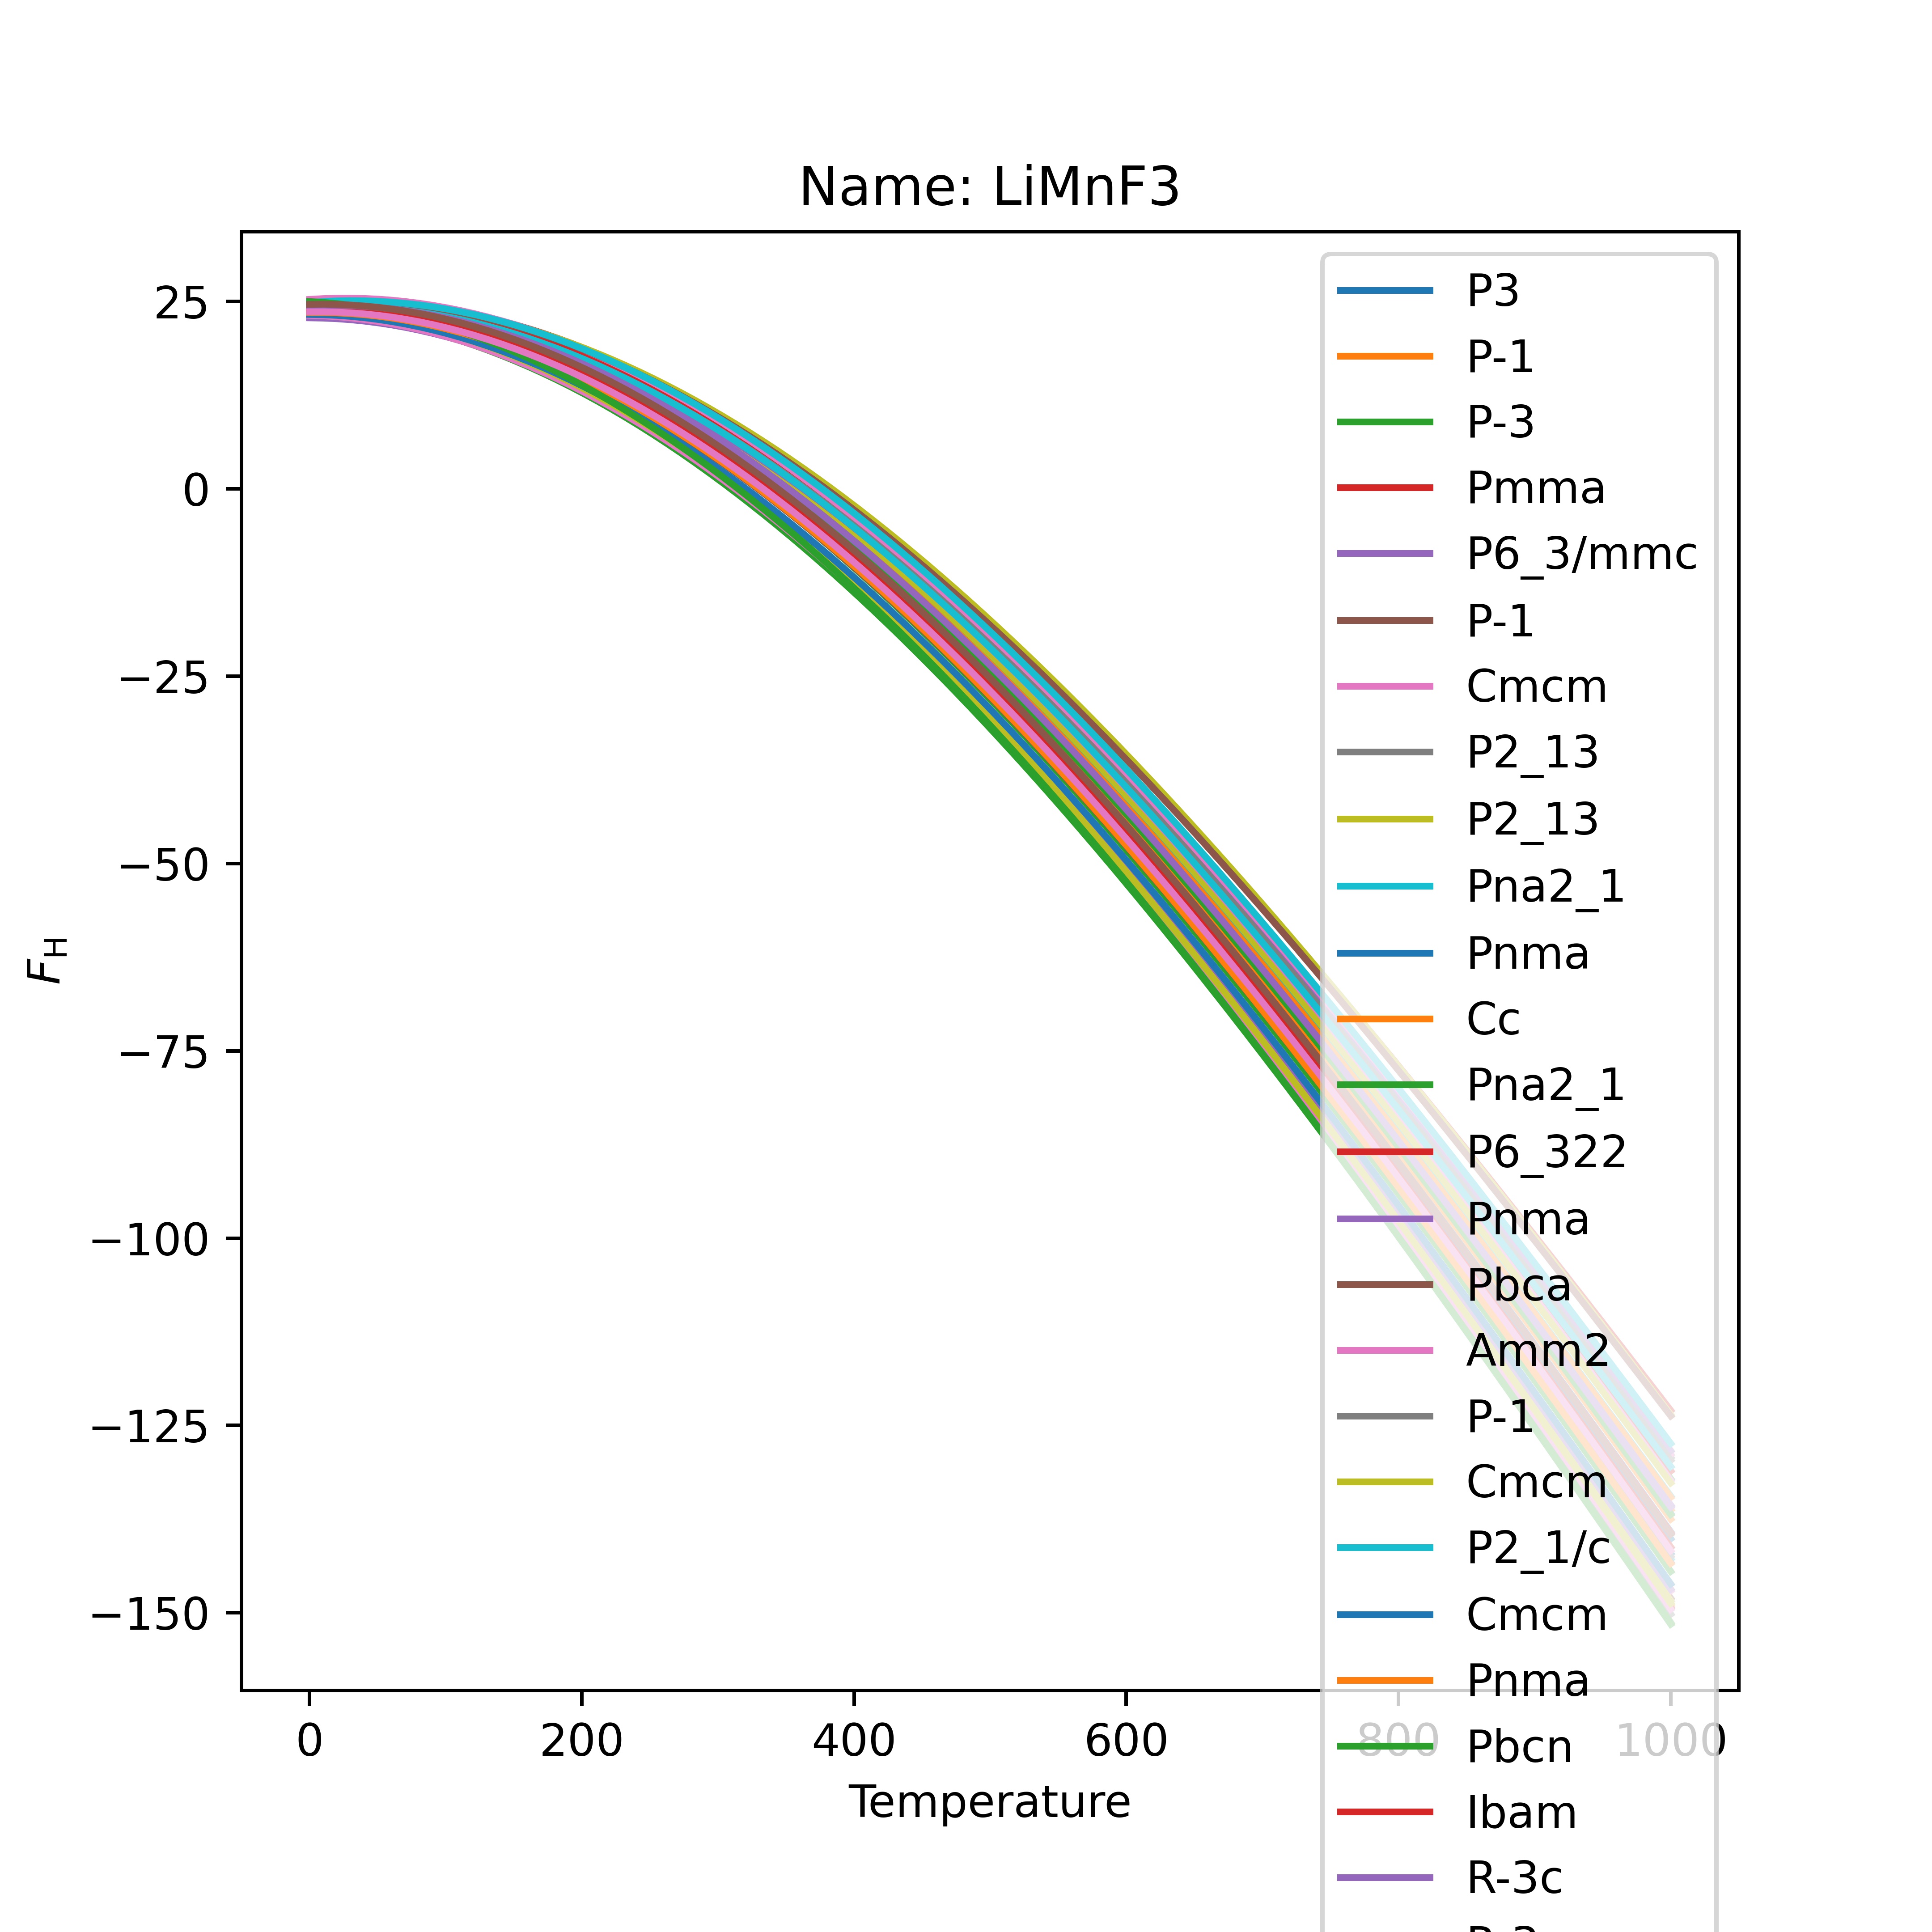 Name: LiMnF3
25
0
−25
−50
−75
−100
−125
−150
F_H
0 200 400 600 800 1000
Temperature
P3
P-1
P-3
Pmma
P6_3/mmc
P-1
Cmcm
P2_13
P2_13
Pna2_1
Pnma
Cc
Pna2_1
P6_322
Pnma
Pbca
Amm2
P-1
Cmcm
P2_1/c
Cmcm
Pnma
Pbcn
Ibam
R-3c